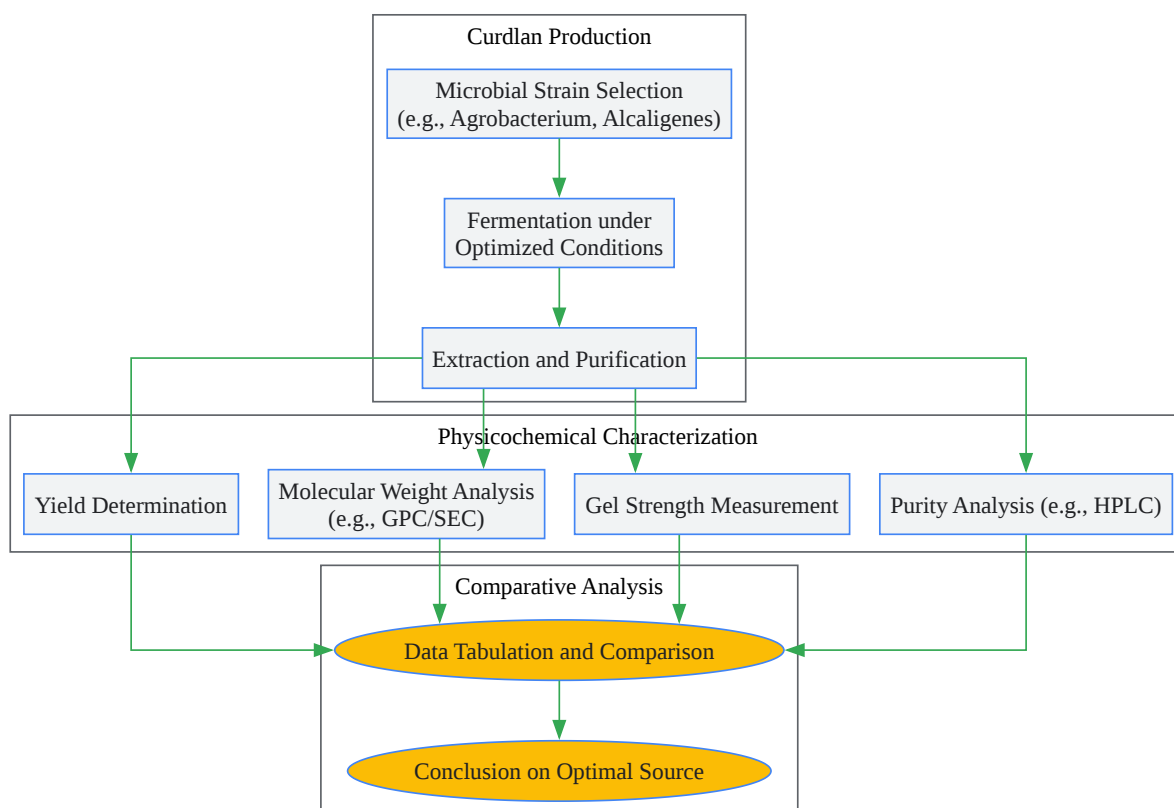 Curdlan Production
Microbial Strain Selection
(e.g., Agrobacterium, Alcaligenes)
Fermentation under
Optimized Conditions
Extraction and Purification
Physicochemical Characterization
Yield Determination
Molecular Weight Analysis
(e.g., GPC/SEC)
Gel Strength Measurement
Purity Analysis (e.g., HPLC)
Comparative Analysis
Data Tabulation and Comparison
Conclusion on Optimal Source